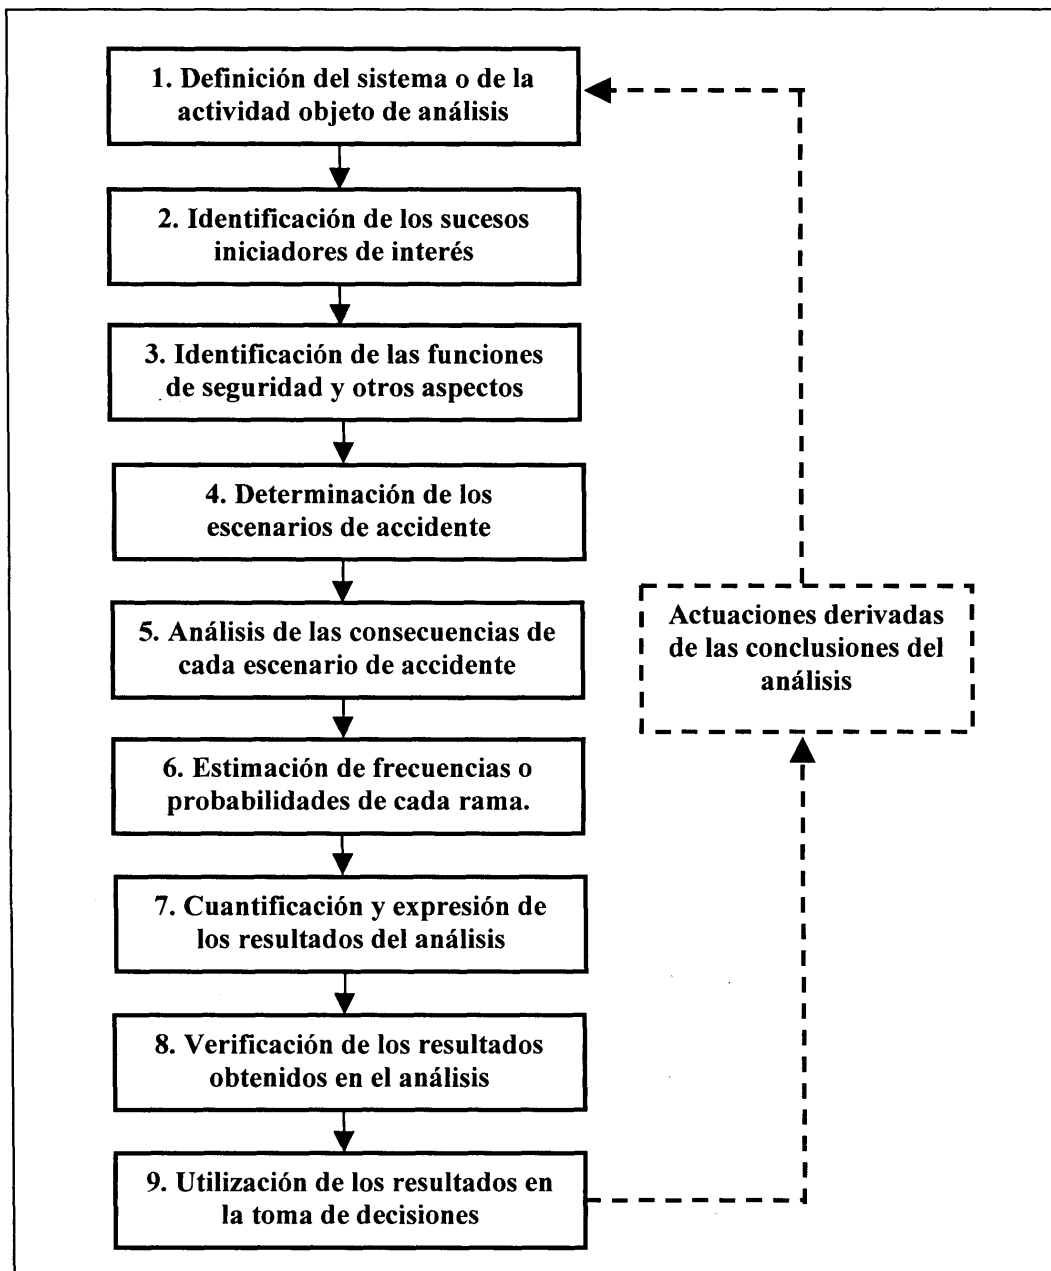 1. Definición del sistema o de la
actividad objeto de análisis
2. Identificación de los sucesos
iniciadores de interés
3. Identificación de las funciones
de seguridad y otros aspectos
4. Determinación de los
escenarios de accidente
5. Análisis de las consecuencias de
cada escenario de accidente
6. Estimación de frecuencias o
probabilidades de cada rama.
7. Cuantificación y expresión de
los resultados del análisis
8. Verificación de los resultados
obtenidos en el análisis
9. Utilización de los resultados en
la toma de decisiones
Actuaciones derivadas
de las conclusiones del
análisis